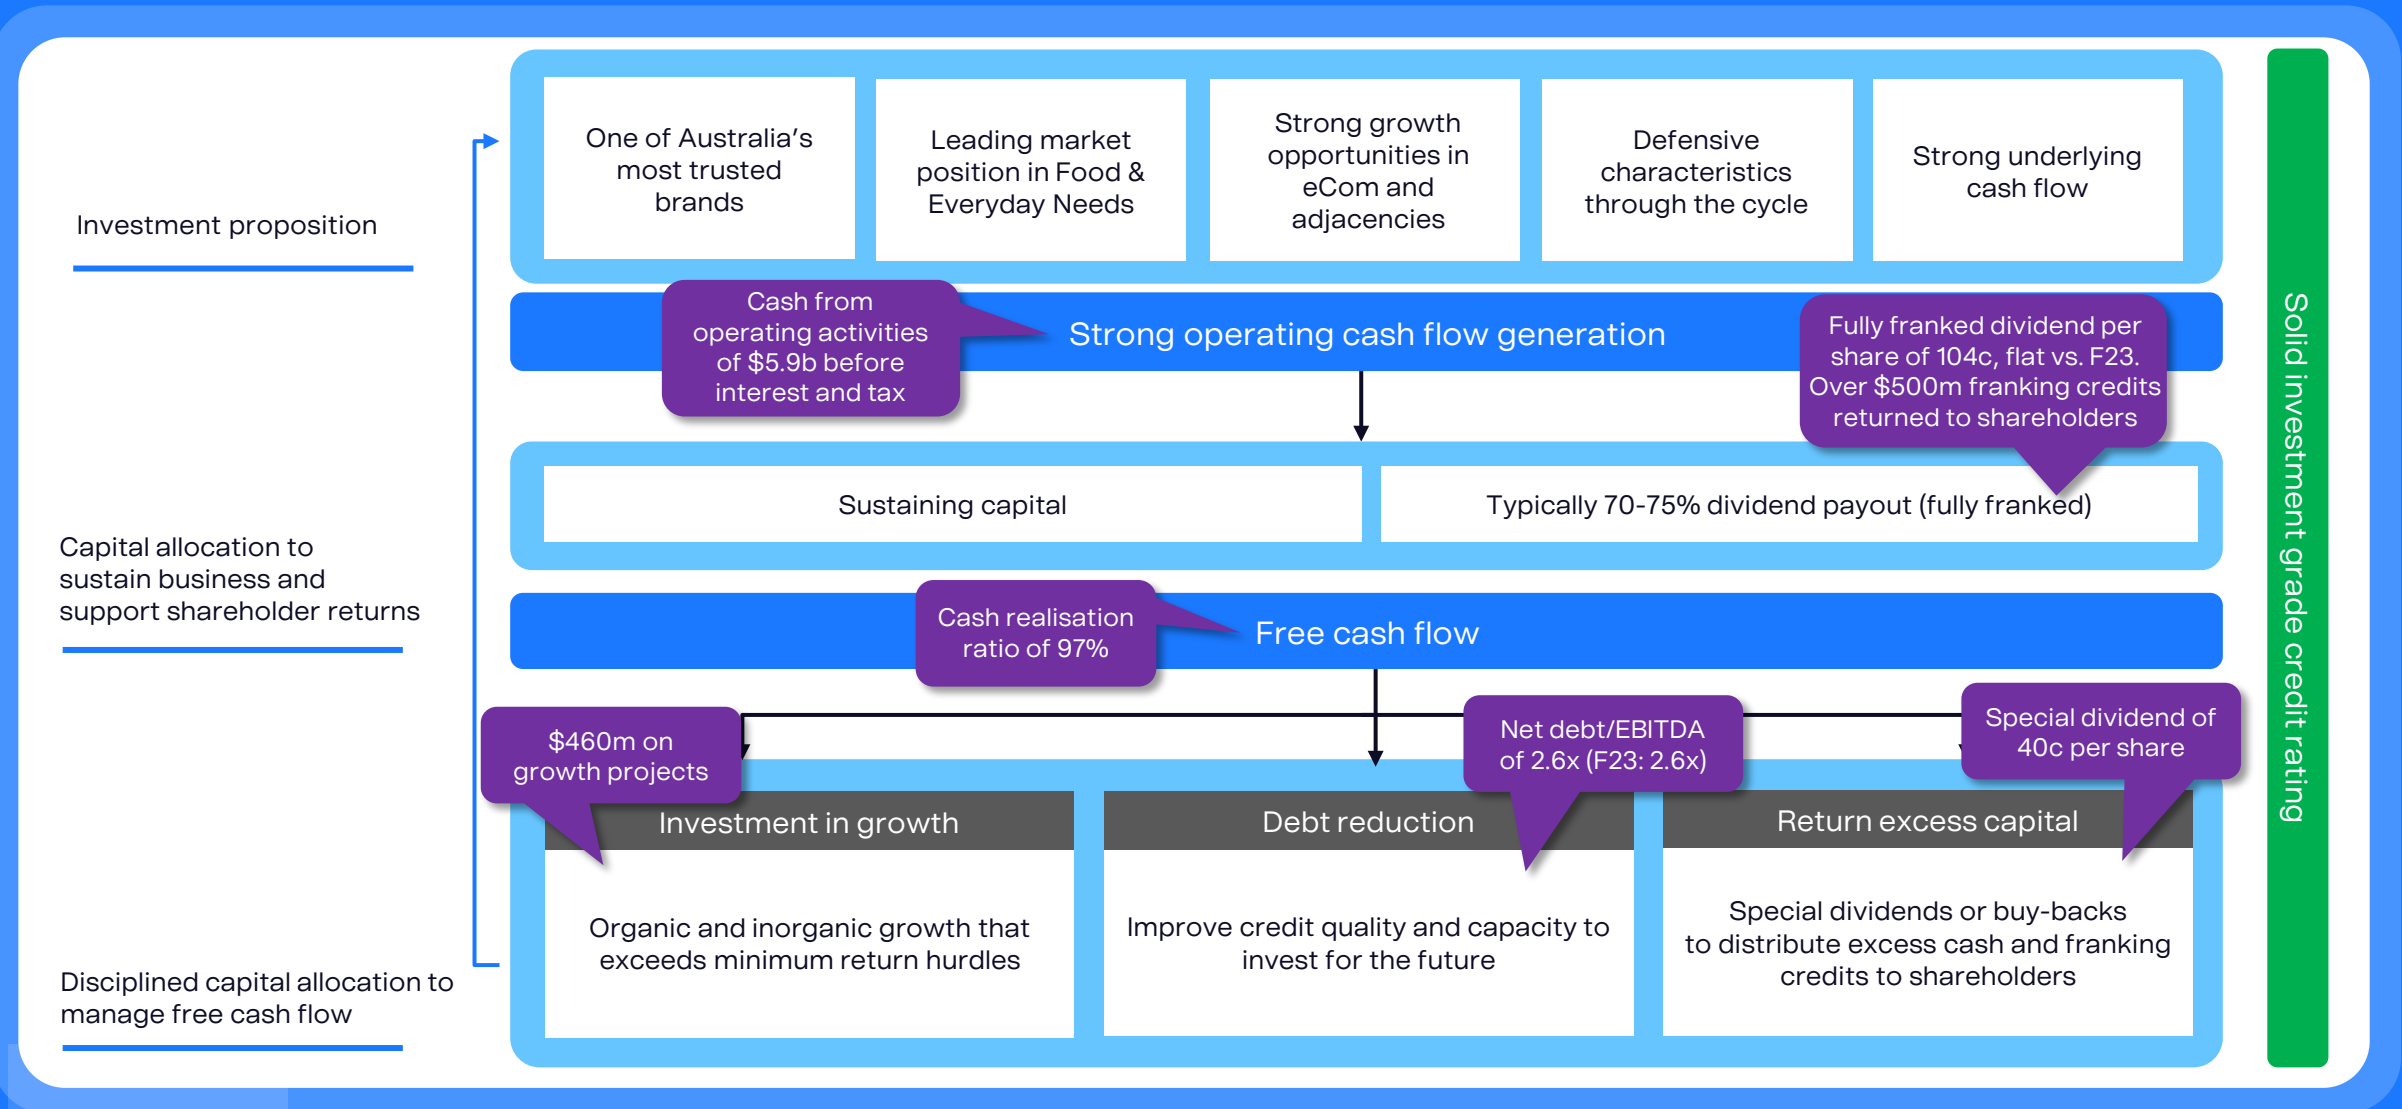 Investment proposition
One of Australia's
most trusted
brands
Leading market
position in Food &
Everyday Needs
Strong growth
opportunities in
eCom and
adjacencies
Defensive
characteristics
through the cycle
Strong underlying
cash flow
Cash from
operating activities
of $5.9b before
interest and tax
Strong operating cash flow generation
Fully franked dividend per
share of 104c, flat vs. F23.
Over $500m franking credits
returned to shareholders
Capital allocation to
sustain business and
support shareholder returns
Sustaining capital
Typically 70-75% dividend payout (fully franked)
Cash realisation
ratio of 97%
Free cash flow
$460m on
growth projects
Net debt/EBITDA
of 2.6x (F23: 2.6x)
Special dividend of
40c per share
Disciplined capital allocation to
manage free cash flow
Investment in growth
Organic and inorganic growth that
exceeds minimum return hurdles
Debt reduction
Improve credit quality and capacity to
invest for the future
Return excess capital
Special dividends or buy-backs
to distribute excess cash and franking
credits to shareholders
Solid investment grade credit rating